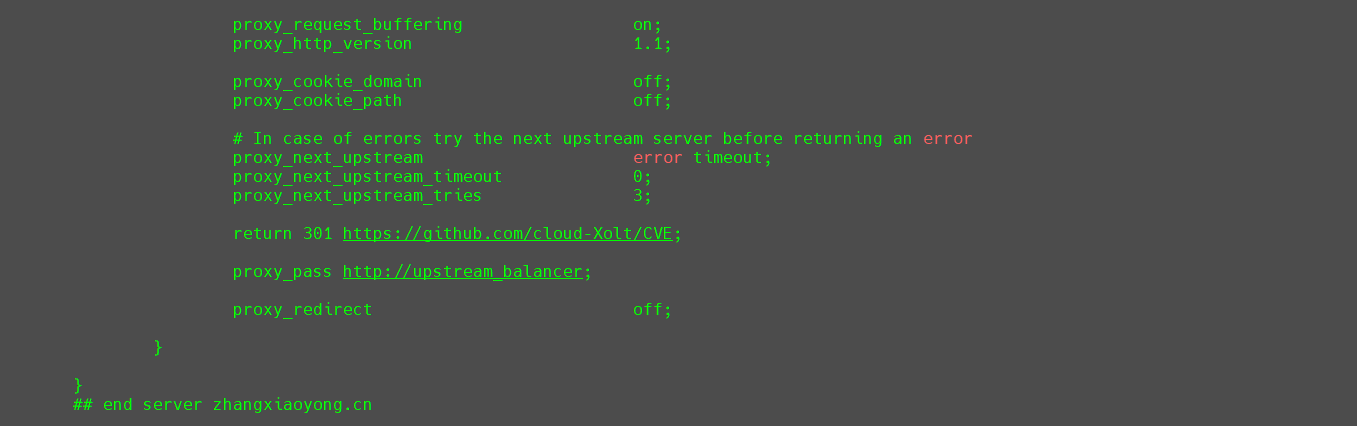 proxy_request_buffering                 on;
proxy_http_version                      1.1;
proxy_cookie_domain                     off;
proxy_cookie_path                       off;
# In case of errors try the next upstream server before returning an error
proxy_next_upstream                     error timeout;
proxy_next_upstream_timeout             0;
proxy_next_upstream_tries               3;
return 301 https://github.com/cloud-Xolt/CVE;
proxy_pass http://upstream_balancer;
proxy_redirect                          off;
}
}
## end server zhangxiaoyong.cn